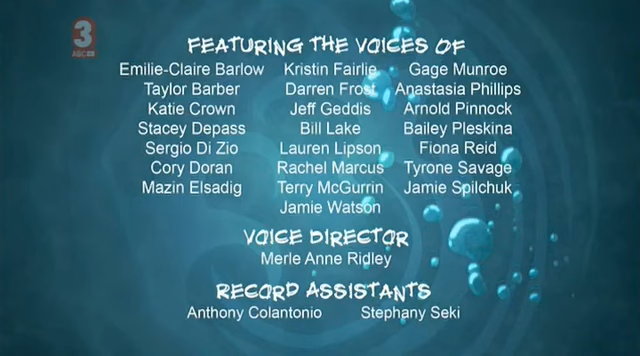 3
ABC
FEATURING THE VOICES OF
Emilie-Claire Barlow Kristin Fairlie Gage Munroe
Taylor Barber Darren Frost Anastasia Phillips
Katie Crown Jeff Geddis Arnold Pinnock
Stacey Depass Bill Lake Bailey Pleskina
Sergio Di Zio Lauren Lipson Fiona Reid
Cory Doran Rachel Marcus Tyrone Savage
Mazin Elsadig Terry McGurrin Jamie Spilchuk
Jamie Watson
VOICE DIRECTOR
Merle Anne Ridley
RECORD ASSISTANTS
Anthony Colantonio Stephany Seki